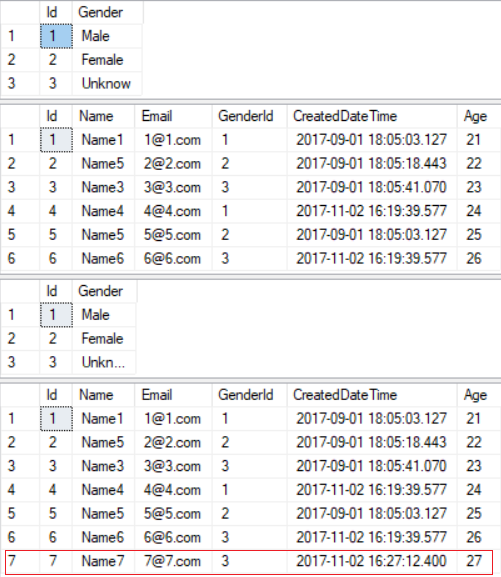 Id Gender
1 1 Male
2 2 Female
3 3 Unknow
Id Name Email GenderId CreatedDateTime Age
1 1 Name1 1@1.com 1 2017-09-01 18:05:03.127 21
2 2 Name5 2@2.com 2 2017-09-01 18:05:18.443 22
3 3 Name3 3@3.com 3 2017-09-01 18:05:41.070 23
4 4 Name4 4@4.com 1 2017-11-02 16:19:39.577 24
5 5 Name5 5@5.com 2 2017-09-01 18:05:03.127 25
6 6 Name6 6@6.com 3 2017-11-02 16:19:39.577 26
Id Gender
1 1 Male
2 2 Female
3 3 Unkn...
Id Name Email GenderId CreatedDateTime Age
1 1 Name1 1@1.com 1 2017-09-01 18:05:03.127 21
2 2 Name5 2@2.com 2 2017-09-01 18:05:18.443 22
3 3 Name3 3@3.com 3 2017-09-01 18:05:41.070 23
4 4 Name4 4@4.com 1 2017-11-02 16:19:39.577 24
5 5 Name5 5@5.com 2 2017-09-01 18:05:03.127 25
6 6 Name6 6@6.com 3 2017-11-02 16:19:39.577 26
7 7 Name7 7@7.com 3 2017-11-02 16:27:12.400 27